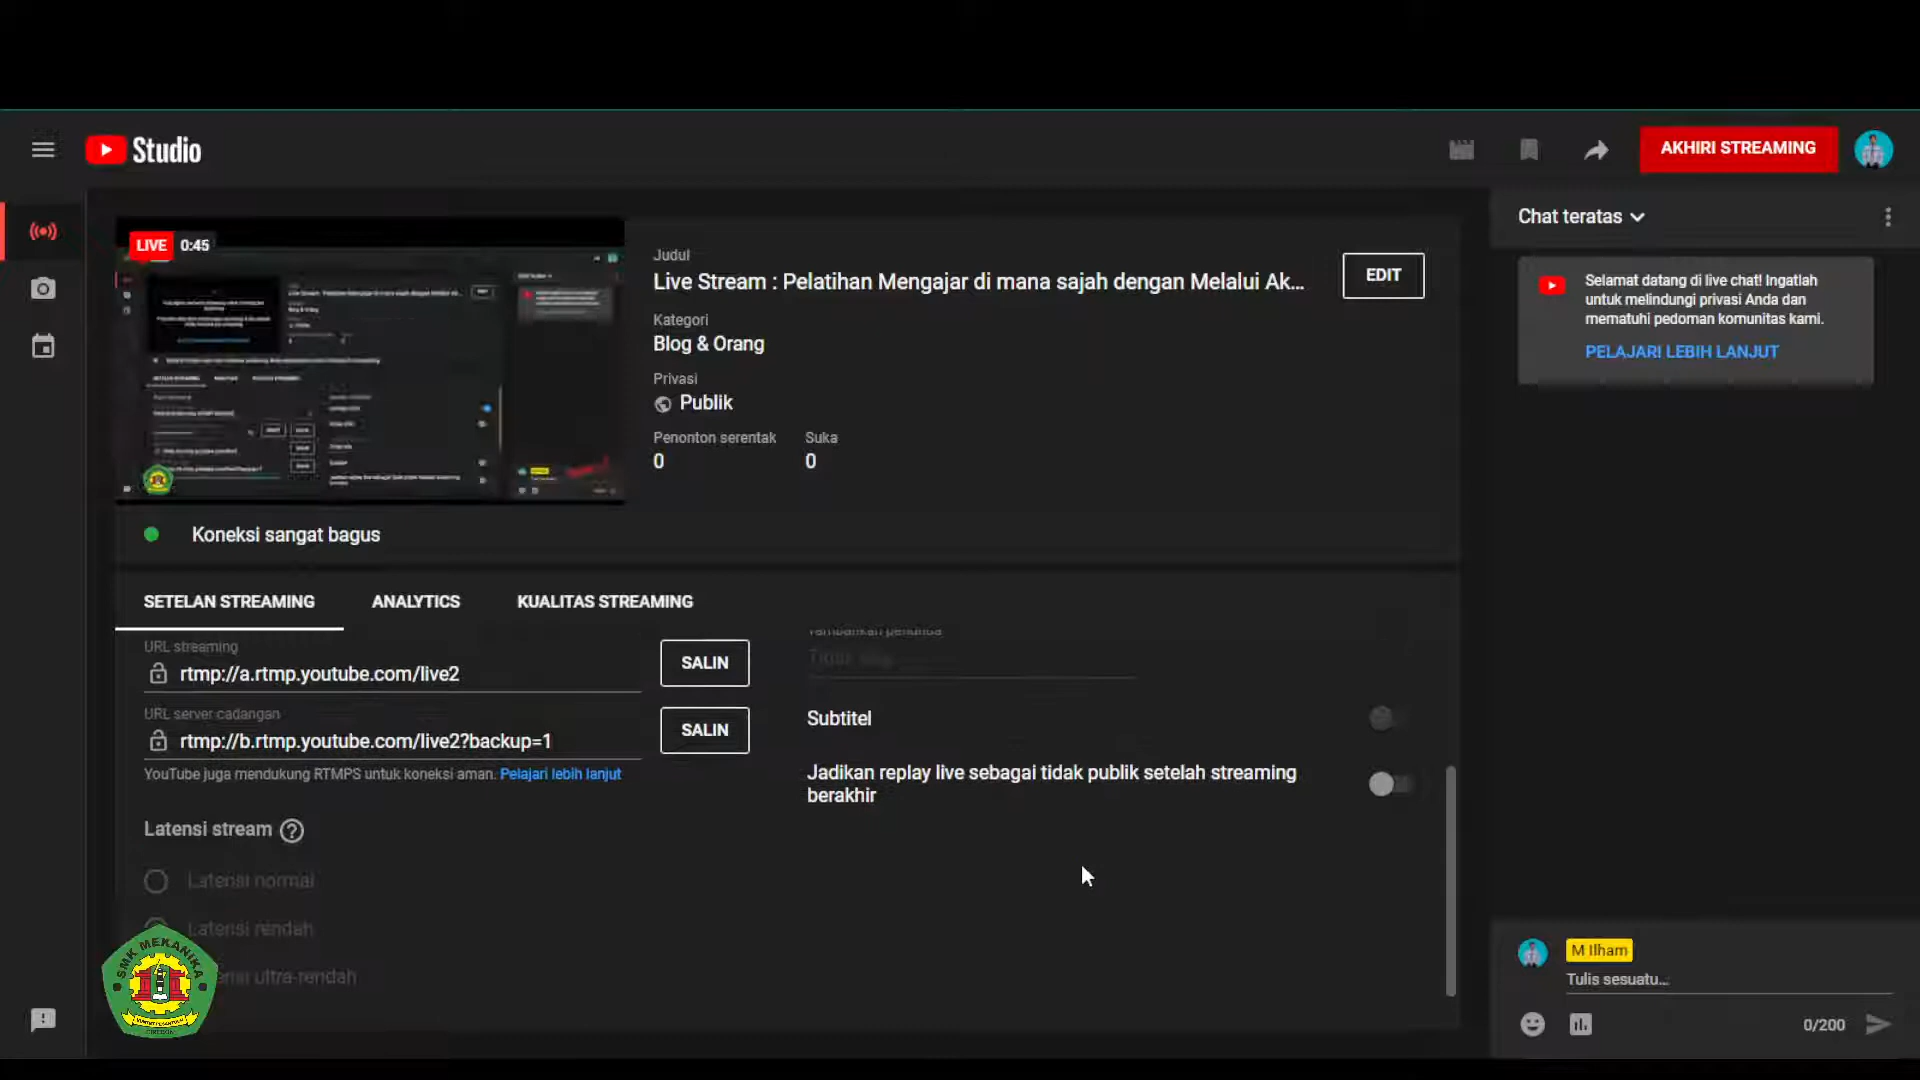 Studio
AKHIRI STREAMING
LIVE 0:45
Judul
Live Stream : Pelatihan Mengajar di mana sajah dengan Melalui Ak...
EDIT
Kategori
Blog & Orang
Privasi
Publik
Penonton serentak
Suka
0
0
Koneksi sangat bagus
SETELAN STREAMING
ANALYTICS
KUALITAS STREAMING
URL streaming
rtmp://a.rtmp.youtube.com/live2
SALIN
URL server cadangan
rtmp://b.rtmp.youtube.com/live2?backup=1
SALIN
YouTube juga mendukung RTMPS untuk koneksi aman. Pelajari lebih lanjut
Latensi stream
Latensi normal
Latensi rendah
ultra-rendah
Subtitel
Jadikan replay live sebagai tidak publik setelah streaming
berakhir
SMK MEKANIKA
CIREBON
Chat teratas
Selamat datang di live chat! Ingatlah
untuk melindungi privasi Anda dan
mematuhi pedoman komunitas kami.
PELAJARI LEBIH LANJUT
M Ilham
Tulis sesuatu...
0/200